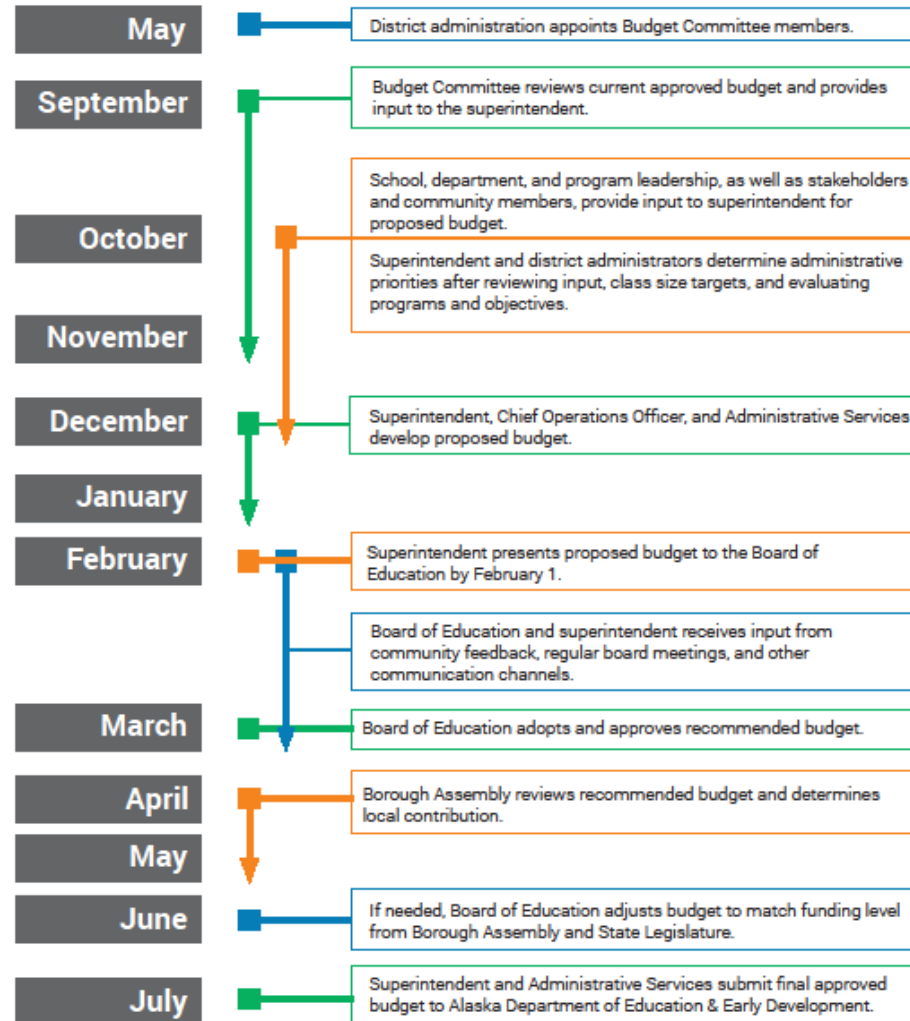 May
District administration appoints Budget Committee members.
September
Budget Committee reviews current approved budget and provides
input to the superintendent.
October
School, department, and program leadership, as well as stakeholders
and community members, provide input to superintendent for
proposed budget.
Superintendent and district administrators determine administrative
priorities after reviewing input, class size targets, and evaluating
programs and objectives.
November
December
Superintendent, Chief Operations Officer, and Administrative Services
develop proposed budget.
January
February
Superintendent presents proposed budget to the Board of
Education by February 1.
Board of Education and superintendent receives input from
community feedback, regular board meetings, and other
communication channels.
March
Board of Education adopts and approves recommended budget.
April
Borough Assembly reviews recommended budget and determines
local contribution.
May
June
If needed, Board of Education adjusts budget to match funding level
from Borough Assembly and State Legislature.
July
Superintendent and Administrative Services submit final approved
budget to Alaska Department of Education & Early Development.